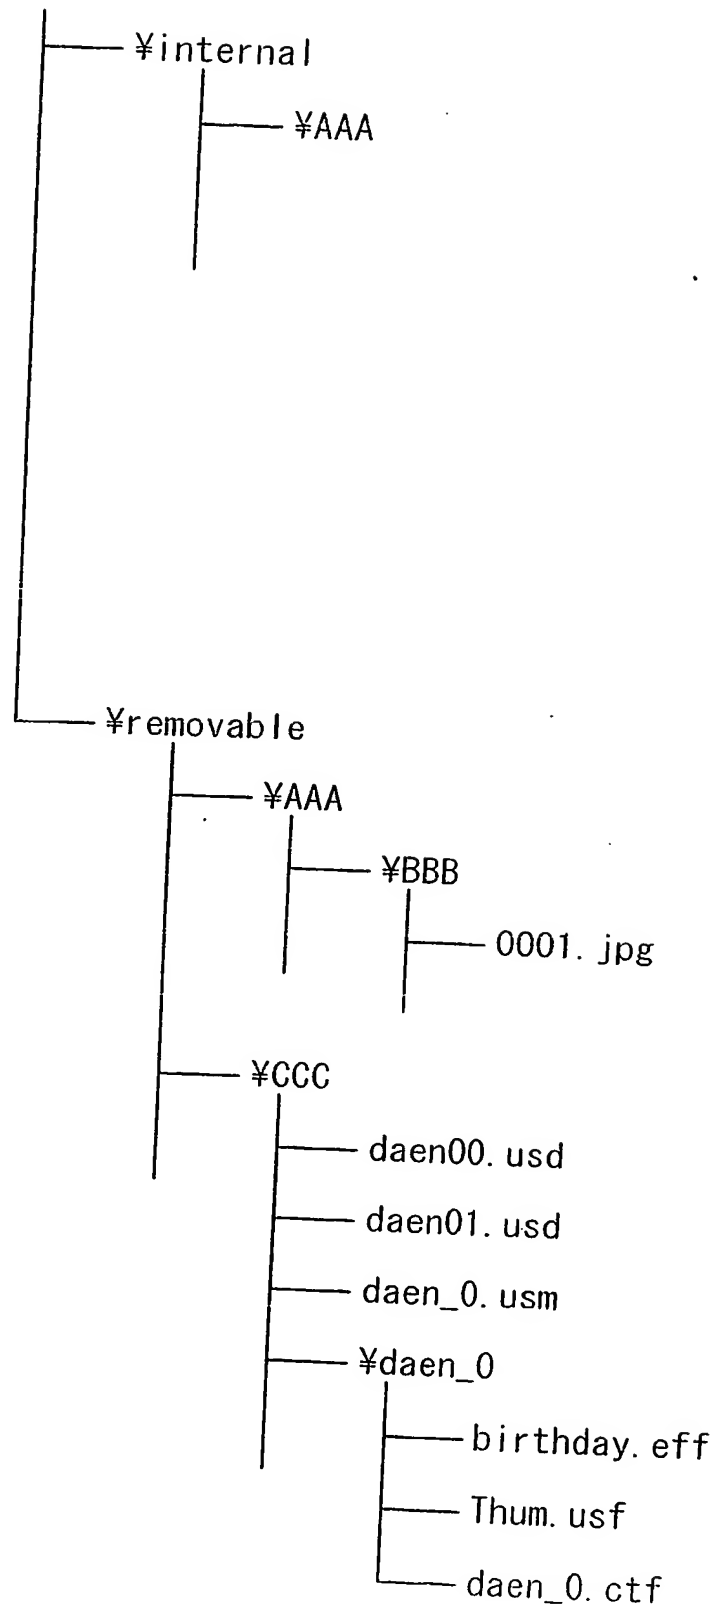 ¥internal
¥AAA
¥removable
¥AAA
¥BBB
0001.jpg
¥CCC
daen00.usd
daen01.usd
daen_0.usm
¥daen_0
birthday.eff
Thum.usf
daen_0.ctf